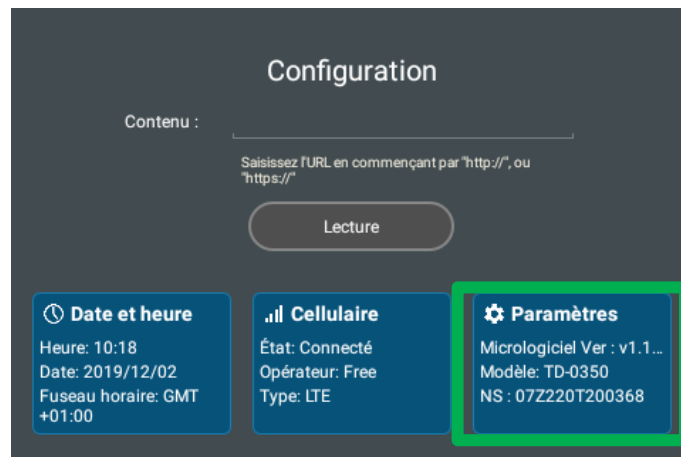 Configuration
Contenu :
Saisissez l'URL en commençant par "http://", ou
"https://"
Lecture
Date et heure
Heure: 10:18
Date: 2019/12/02
Fuseau horaire: GMT
+01:00
Cellulaire
État: Connecté
Opérateur: Free
Type: LTE
Paramètres
Micrologiciel Ver : v1.1...
Modèle: TD-0350
NS : 07Z220T200368